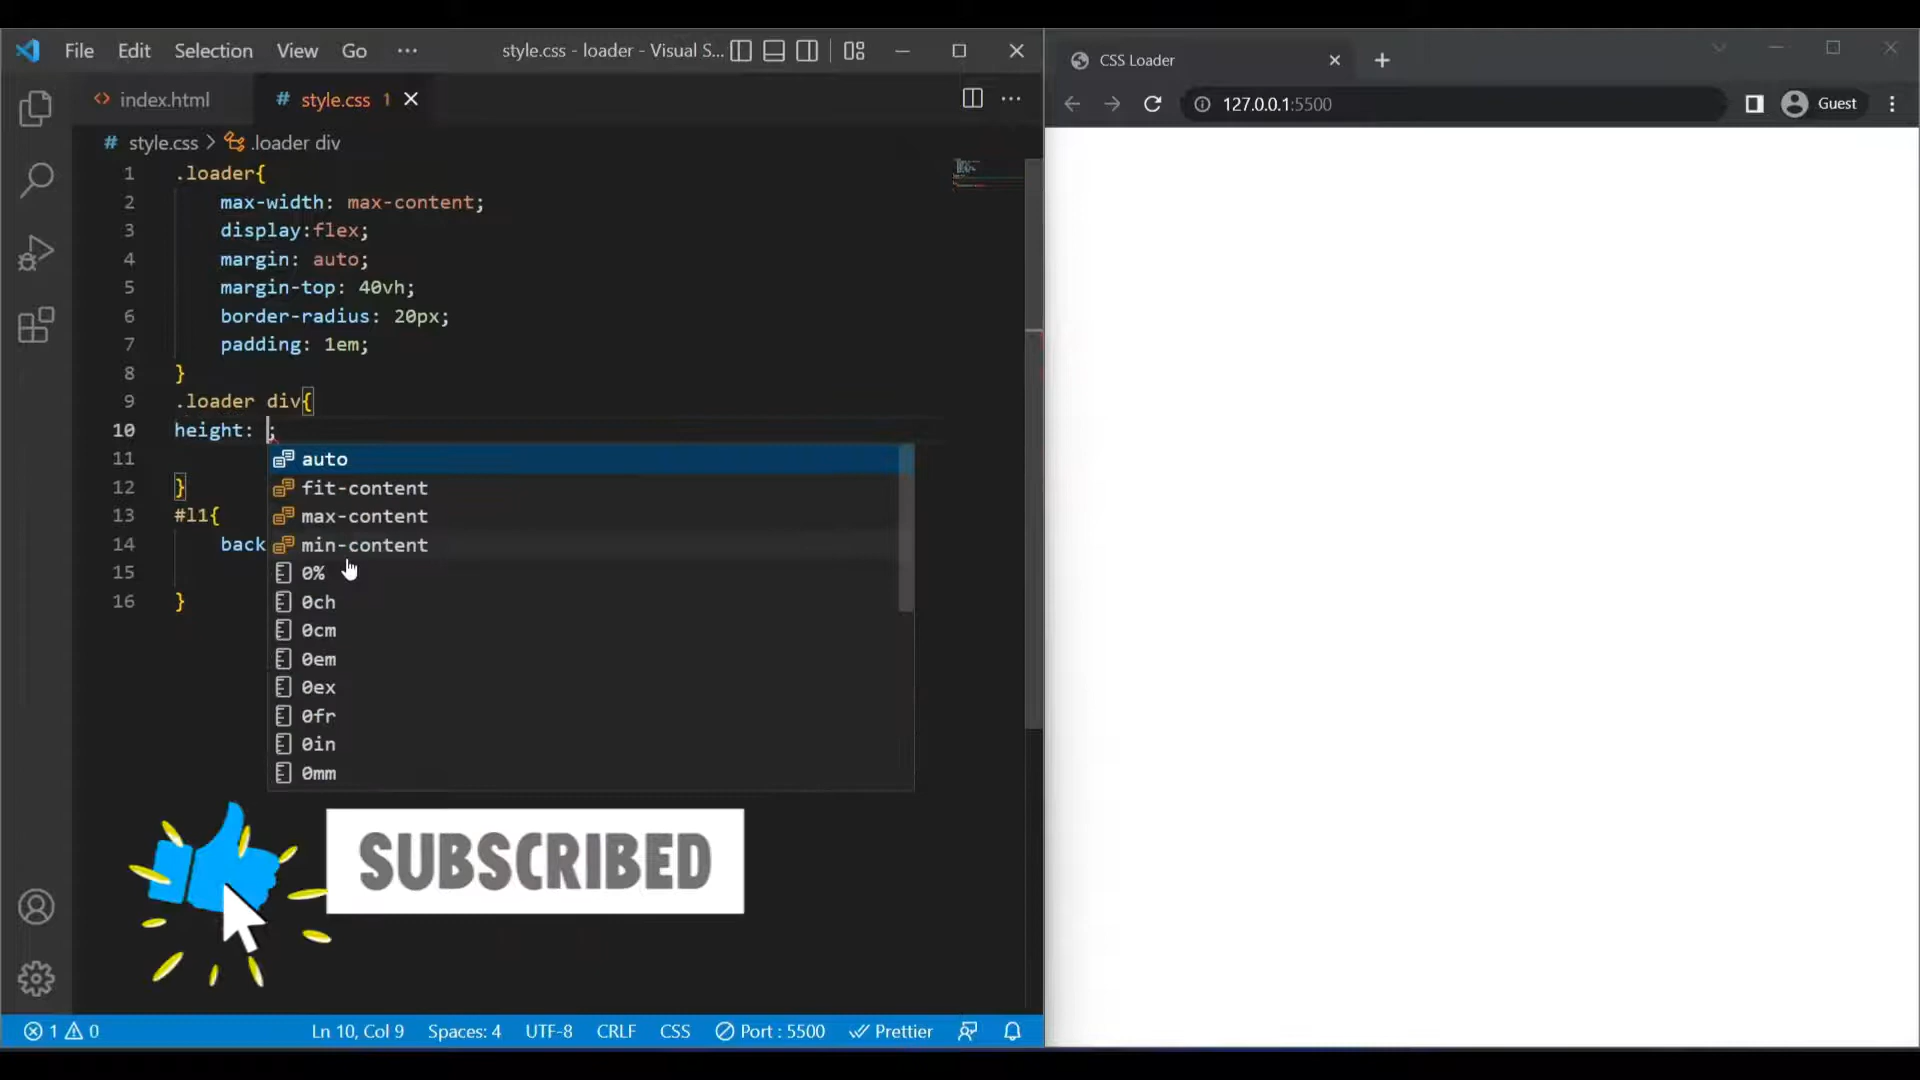 File Edit Selection View Go ··· style.css - loader - Visual S...
index.html # style.css 1
# style.css > .loader div
1 .loader{
2 max-width: max-content;
3 display:flex;
4 margin: auto;
5 margin-top: 40vh;
6 border-radius: 20px;
7 padding: 1em;
8 }
9 .loader div{
10 height: ;
11
12 }
13 #l1{
14 back
15
16 }
auto
fit-content
max-content
min-content
0%
0ch
0cm
0em
0ex
0fr
0in
0mm
SUBSCRIBED
1 0 Ln 10, Col 9 Spaces: 4 UTF-8 CRLF CSS Port : 5500 Prettier
CSS Loader
127.0.0.1:5500 Guest